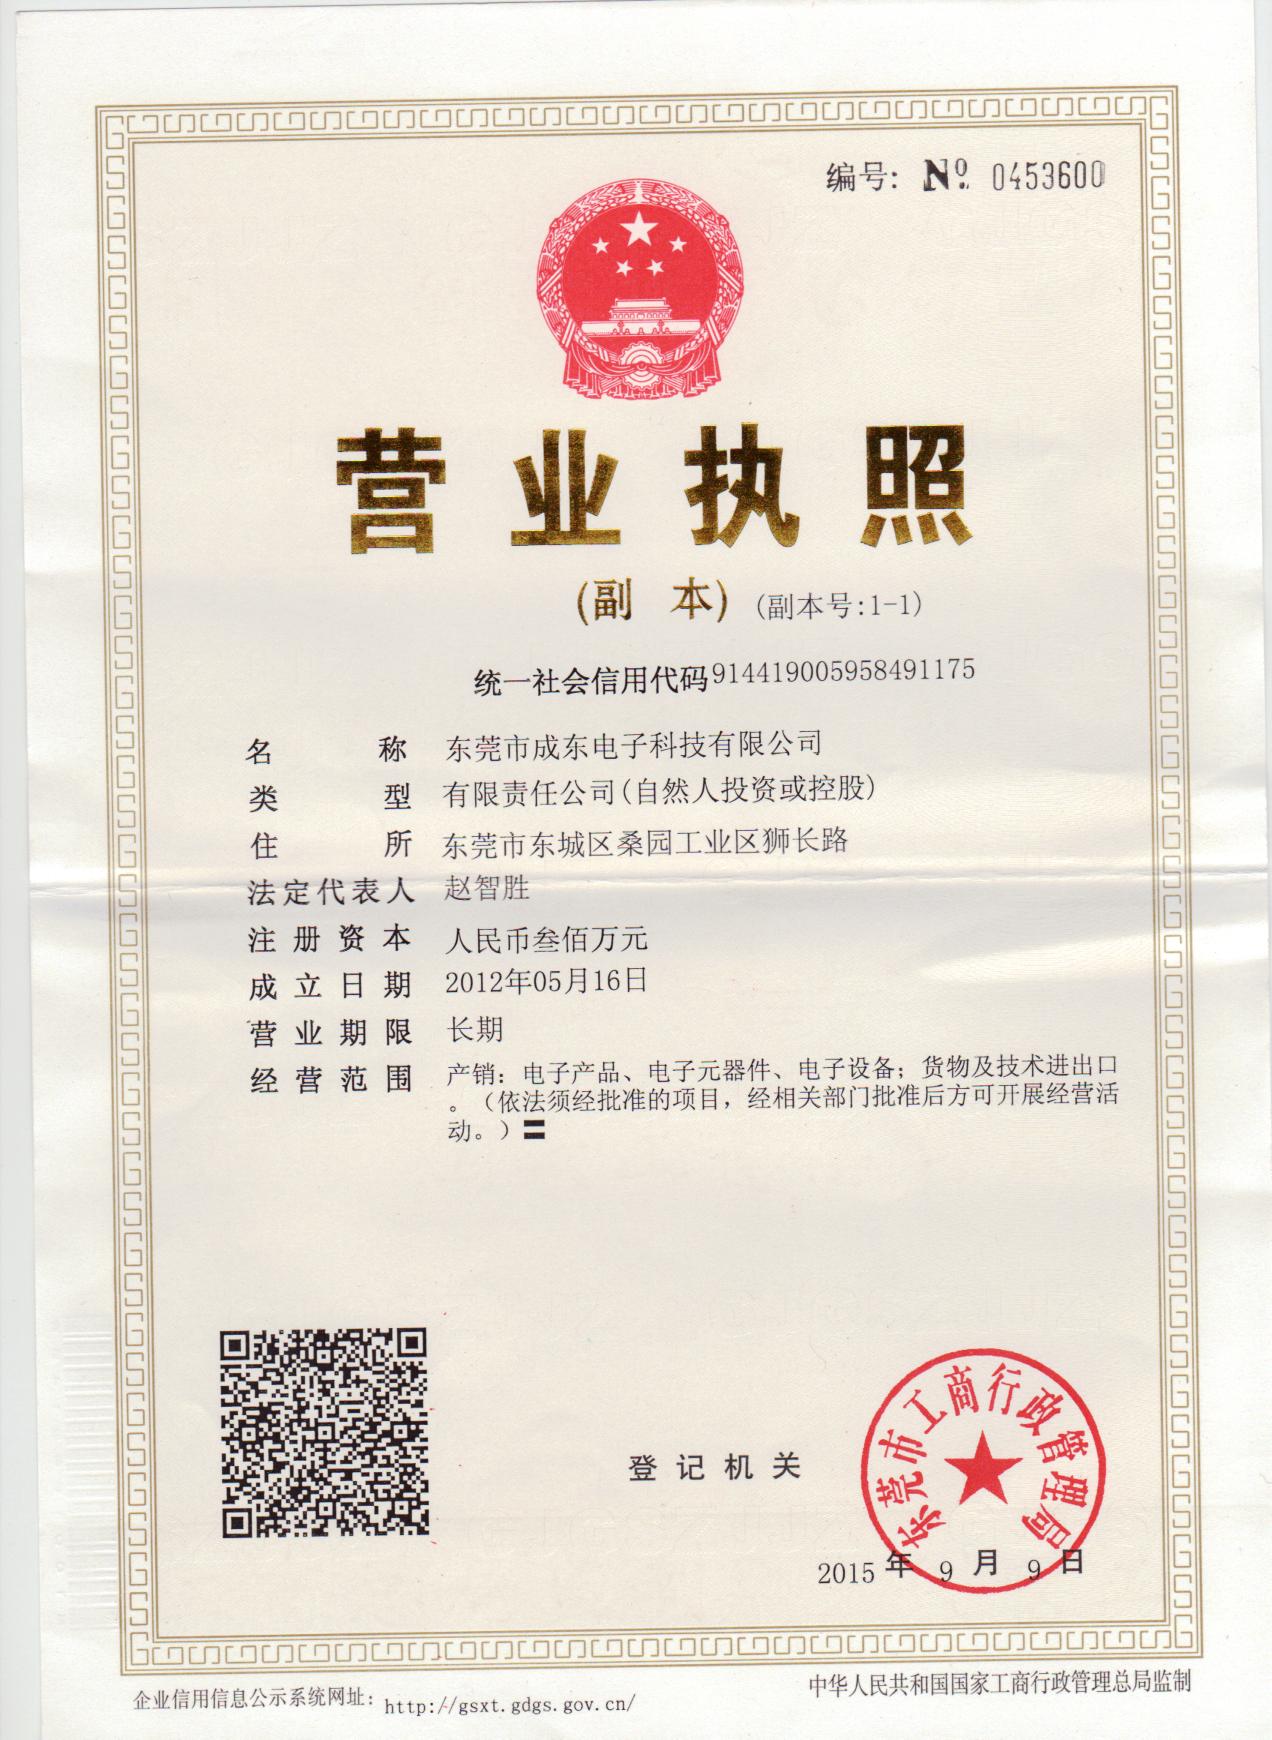 编号: No. 0453600
营业执照
(副 本) (副本号:1-1)
统一社会信用代码914419005958491175
名 称 东莞市成东电子科技有限公司
类 型 有限责任公司(自然人投资或控股)
住 所 东莞市东城区桑园工业区狮长路
法定代表人 赵智胜
注册资本 人民币叁佰万元
成立日期 2012年05月16日
营业期限 长期
经营范围 产销：电子产品、电子元器件、电子设备；货物及技术进出口
。（依法须经批准的项目，经相关部门批准后方可开展经营活
动。）〓
登记机关
东莞市工商行政管理局
2015 年 9 月 9 日
企业信用信息公示系统网址：http://gsxt.gdgs.gov.cn/
中华人民共和国国家工商行政管理总局监制